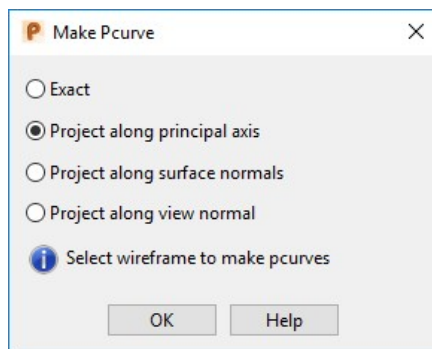 Make Pcurve
Exact
Project along principal axis
Project along surface normals
Project along view normal
Select wireframe to make pcurves
OK Help